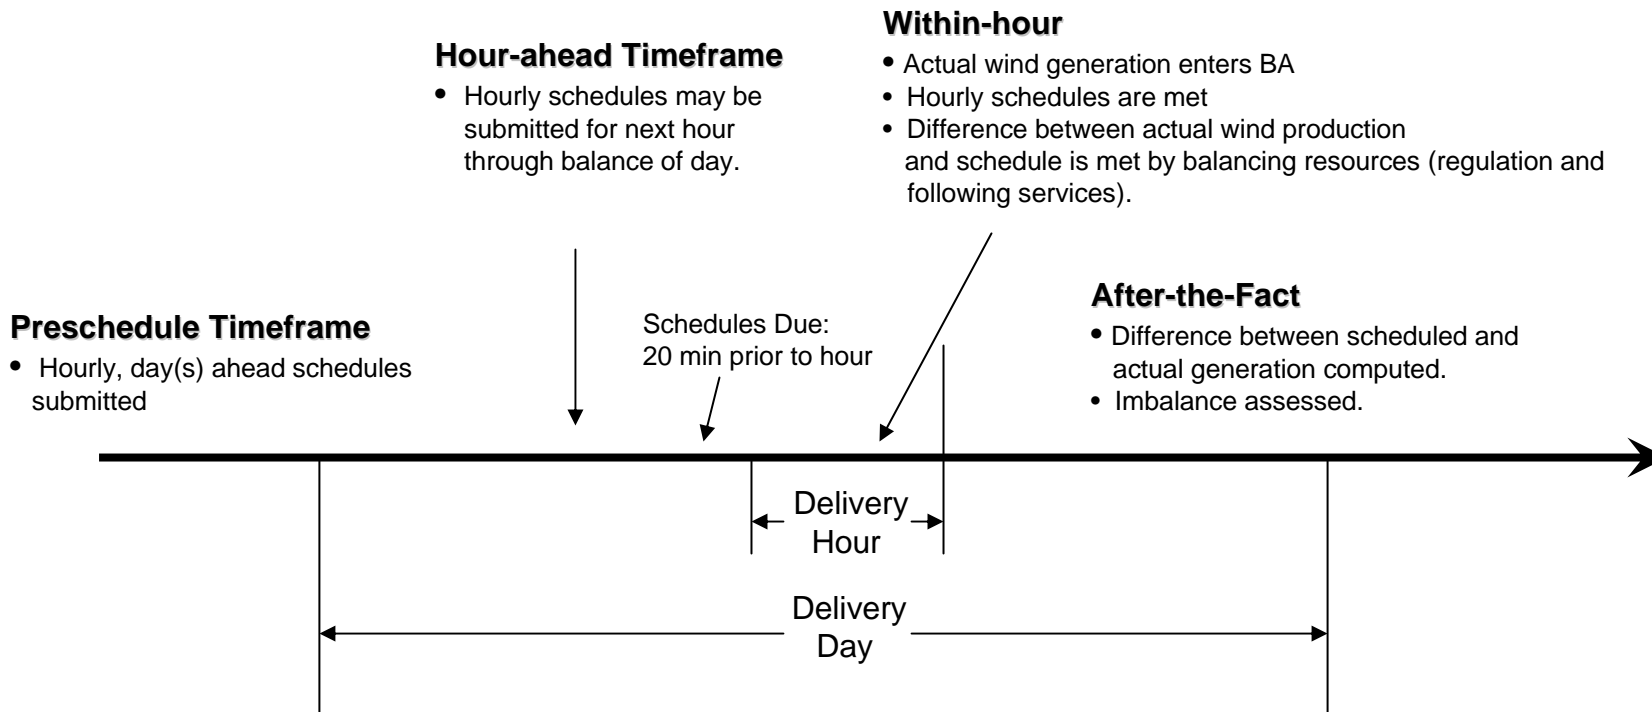 Within-hour
• Actual wind generation enters BA
• Hourly schedules are met
• Difference between actual wind production
and schedule is met by balancing resources (regulation and
following services).
Hour-ahead Timeframe
• Hourly schedules may be
submitted for next hour
through balance of day.
After-the-Fact
• Difference between scheduled and
actual generation computed.
• Imbalance assessed.
Preschedule Timeframe
• Hourly, day(s) ahead schedules
submitted
Schedules Due:
20 min prior to hour
Delivery
Hour
Delivery
Day